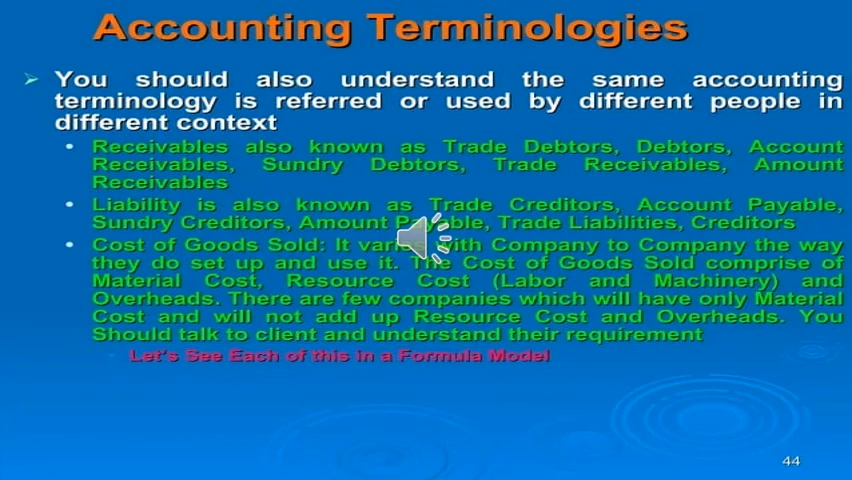 Accounting Terminologies
You should also understand the same accounting
terminology is referred or used by different people in
different context
Receivables also known as Trade Debtors, Debtors, Account
Receivables, Sundry Debtors, Trade Receivables, Amount
Receivables
Liability is also known as Trade Creditors, Account Payable,
Sundry Creditors, Amount Payable, Trade Liabilities, Creditors
Cost of Goods Sold: It varies with Company to Company the way
they do set up and use it. The Cost of Goods Sold comprise of
Material Cost, Resource Cost (Labor and Machinery) and
Overheads. There are few companies which will have only Material
Cost and will not add up Resource Cost and Overheads. You
Should talk to client and understand their requirement
Let's See Each of this in a Formula Model
44